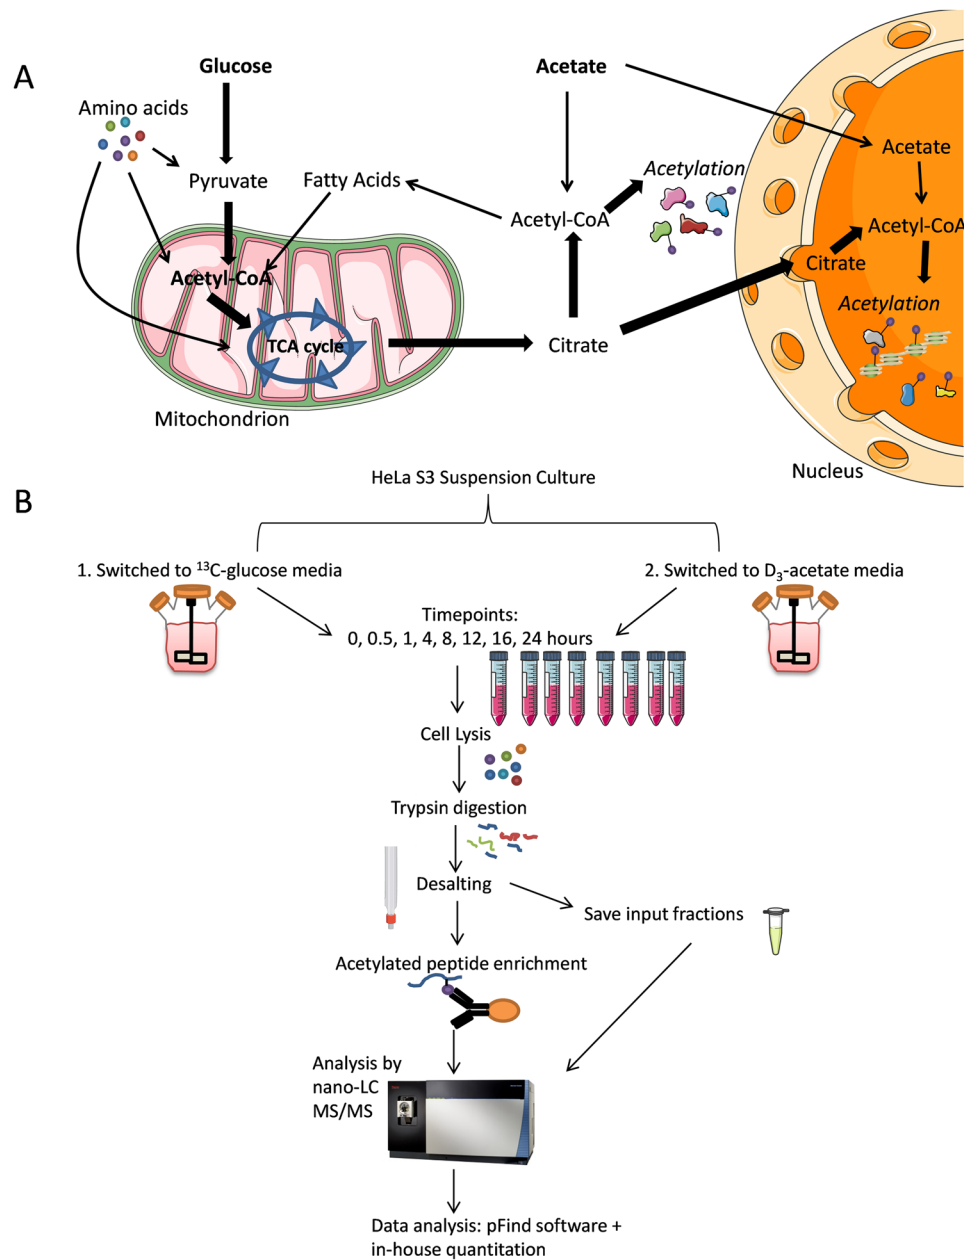 A
Glucose
Acetate
Amino acids
Pyruvate
Fatty Acids
Acetylation
Acetate
Acetyl-CoA
Acetyl-CoA
Acetyl-CoA
Citrate
Acetylation
TCA cycle
Citrate
Mitochondrion
Nucleus
B
HeLa S3 Suspension Culture
1. Switched to ¹³C-glucose media
2. Switched to D₃-acetate media
Timepoints:
0, 0.5, 1, 4, 8, 12, 16, 24 hours
Cell Lysis
Trypsin digestion
Desalting
Save input fractions
Acetylated peptide enrichment
Analysis by
nano-LC
MS/MS
Data analysis: pFind software +
in-house quantitation